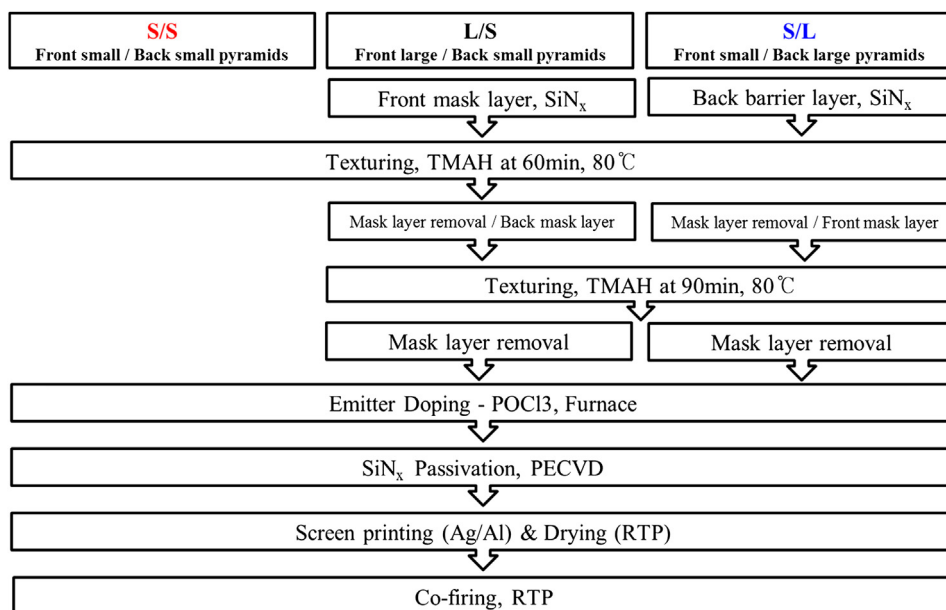 S/S
Front small / Back small pyramids
L/S
Front large / Back small pyramids
S/L
Front small / Back large pyramids
Front mask layer, SiNx
Back barrier layer, SiNx
Texturing, TMAH at 60min, 80℃
Mask layer removal / Back mask layer
Mask layer removal / Front mask layer
Texturing, TMAH at 90min, 80℃
Mask layer removal
Mask layer removal
Emitter Doping - POCl3, Furnace
SiNx Passivation, PECVD
Screen printing (Ag/Al) & Drying (RTP)
Co-firing, RTP